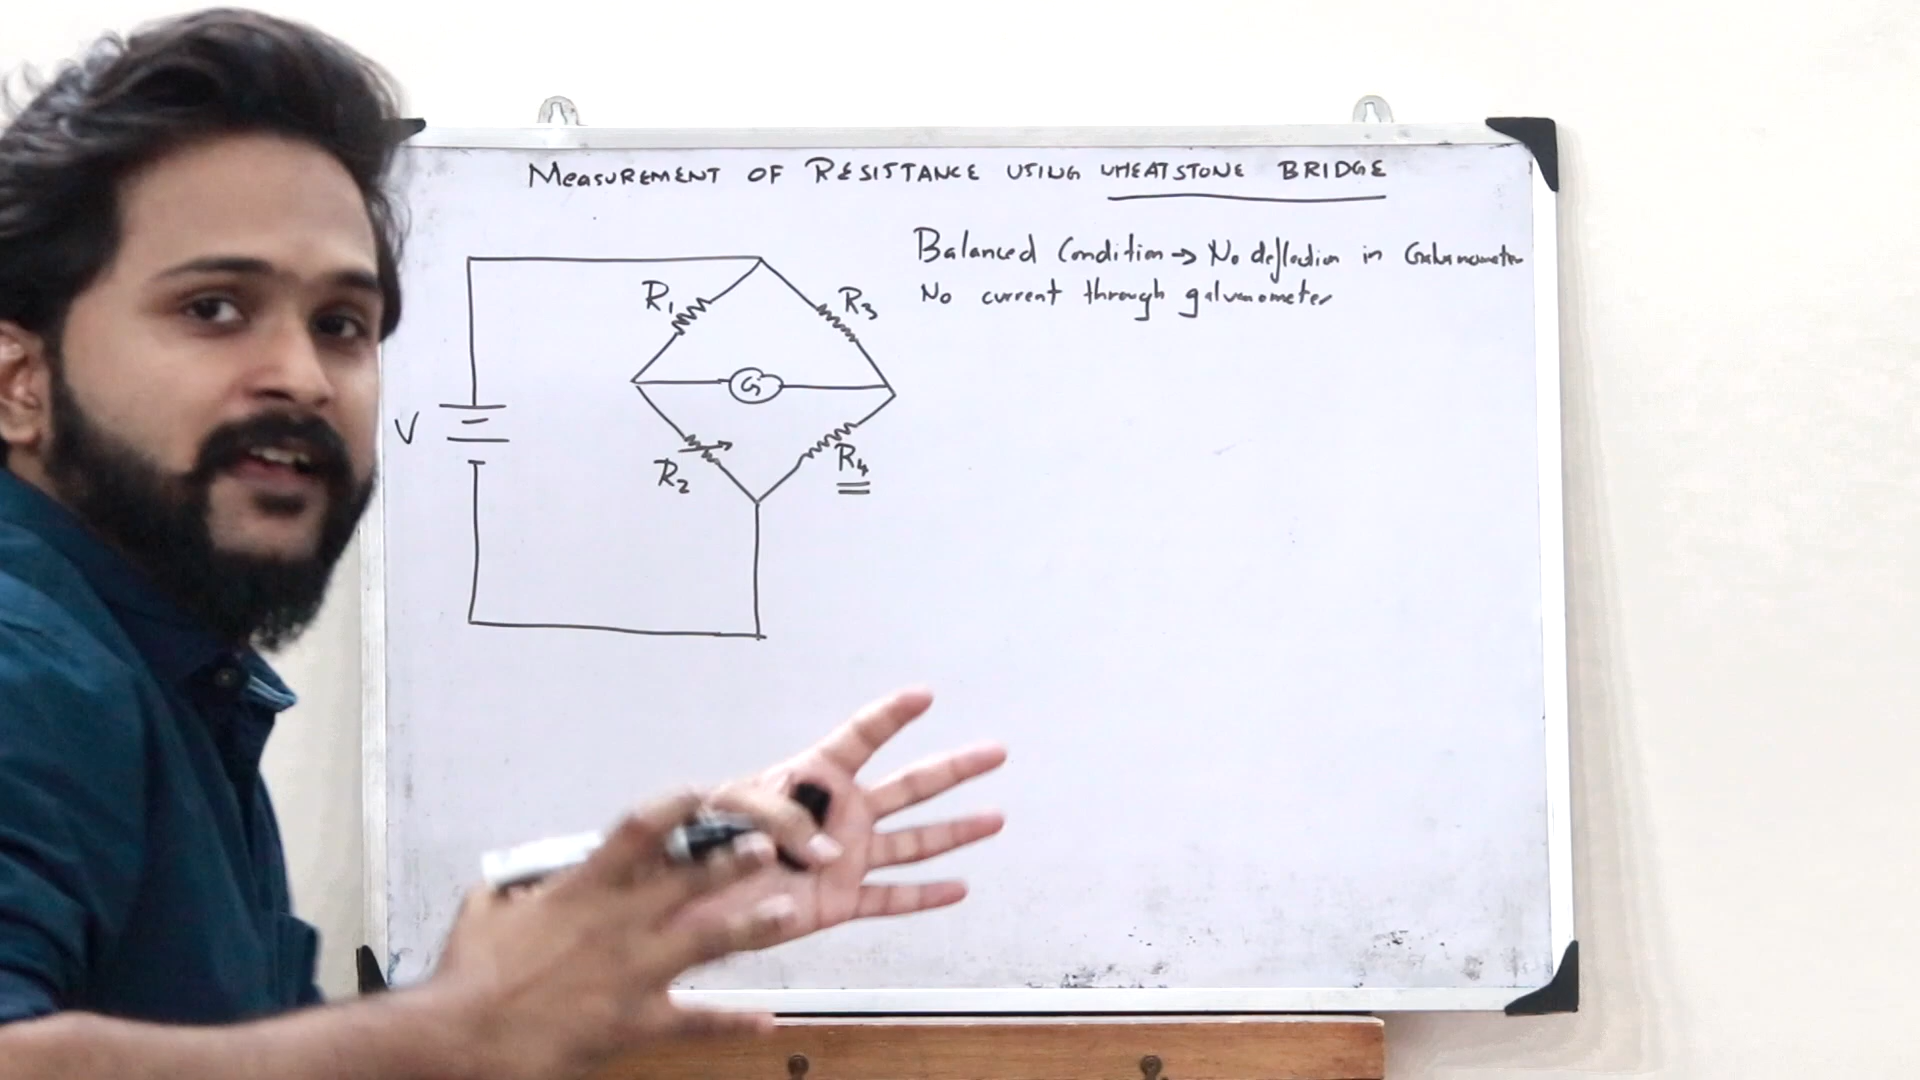 MEASUREMENT OF RESISTANCE USING WHEATSTONE BRIDGE
Balanced Condition → No deflection in Galvanometer
No current through galvanometer
R1
R3
G
V
R2
R4